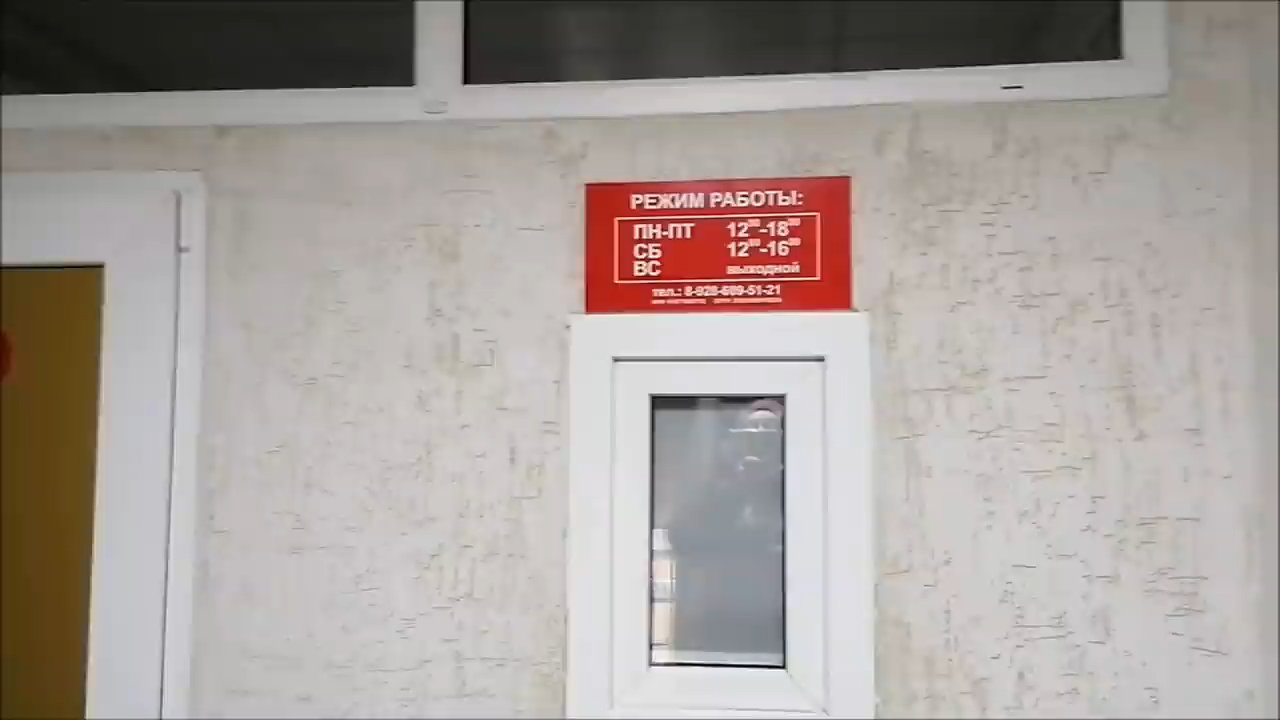 РЕЖИМ РАБОТЫ:
ПН-ПТ 12⁰⁰-18⁰⁰
СБ 12⁰⁰-16⁰⁰
ВС выходной
тел.: 8-928-609-51-21